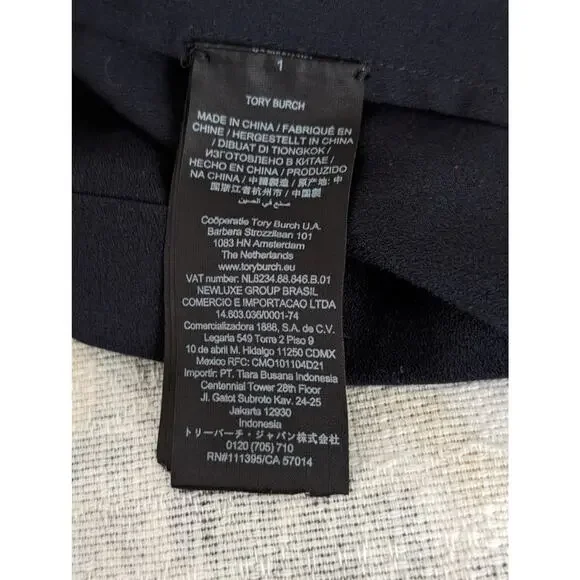 1
TORY BURCH
MADE IN CHINA / FABRIQUÉ EN
CHINE / HERGESTELLT IN CHINA
/ DIBUAT DI TIONGKOK /
ИЗГОТОВЛЕНО В КИТАЕ /
HECHO EN CHINA / PRODUZIDO
NA CHINA / 中國製造 / 原产地: 中
国浙江省杭州市 / 中国製
صنع في الصين
Coöperatie Tory Burch U.A.
Barbara Strozzilaan 101
1083 HN Amsterdam
The Netherlands
www.toryburch.eu
VAT number: NL8234.68.846.B.01
NEWLUXE GROUP BRASIL
COMERCIO E IMPORTACAO LTDA
14.603.036/0001-74
Comercializadora 1888, S.A. de C.V.
Legaria 549 Torre 2 Piso 9
10 de abril M. Hidalgo 11250 CDMX
Mexico RFC: CMO101104D21
Importir: PT. Tiara Busana Indonesia
Centennial Tower 28th Floor
Jl. Gatot Subroto Kav. 24-25
Jakarta 12930
Indonesia
トリーバーチ・ジャパン株式会社
0120 (705) 710
RN#111395/CA 57014